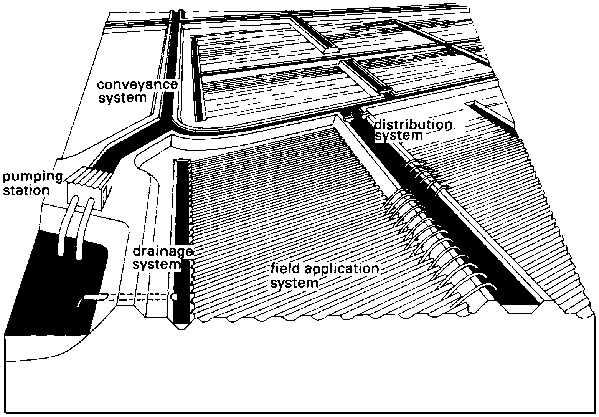 conveyance
system
distribution
system
pumping
station
drainage
system
field application
system